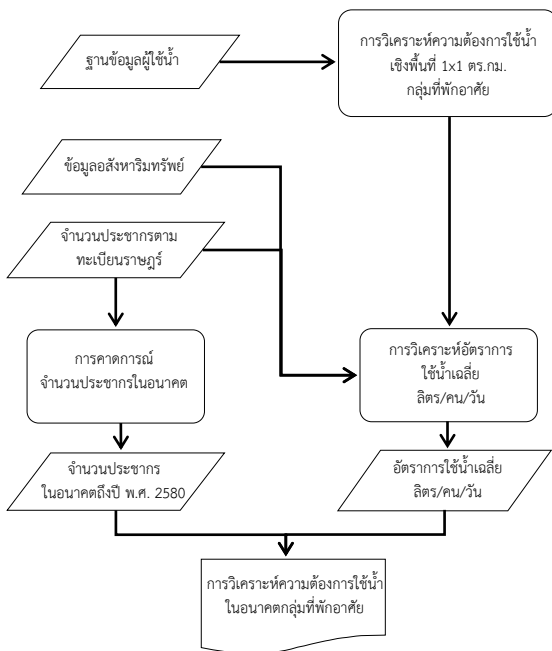 ฐานข้อมูลผู้ใช้น้ำ
การวิเคราะห์ความต้องการใช้น้ำ
เชิงพื้นที่ 1x1 ตร.กม.
กลุ่มที่พักอาศัย
ข้อมูลอสังหาริมทรัพย์
จำนวนประชากรตาม
ทะเบียนราษฎร์
การคาดการณ์
จำนวนประชากรในอนาคต
การวิเคราะห์อัตราการ
ใช้น้ำเฉลี่ย
ลิตร/คน/วัน
จำนวนประชากร
ในอนาคตถึงปี พ.ศ. 2580
อัตราการใช้น้ำเฉลี่ย
ลิตร/คน/วัน
การวิเคราะห์ความต้องการใช้น้ำ
ในอนาคตกลุ่มที่พักอาศัย